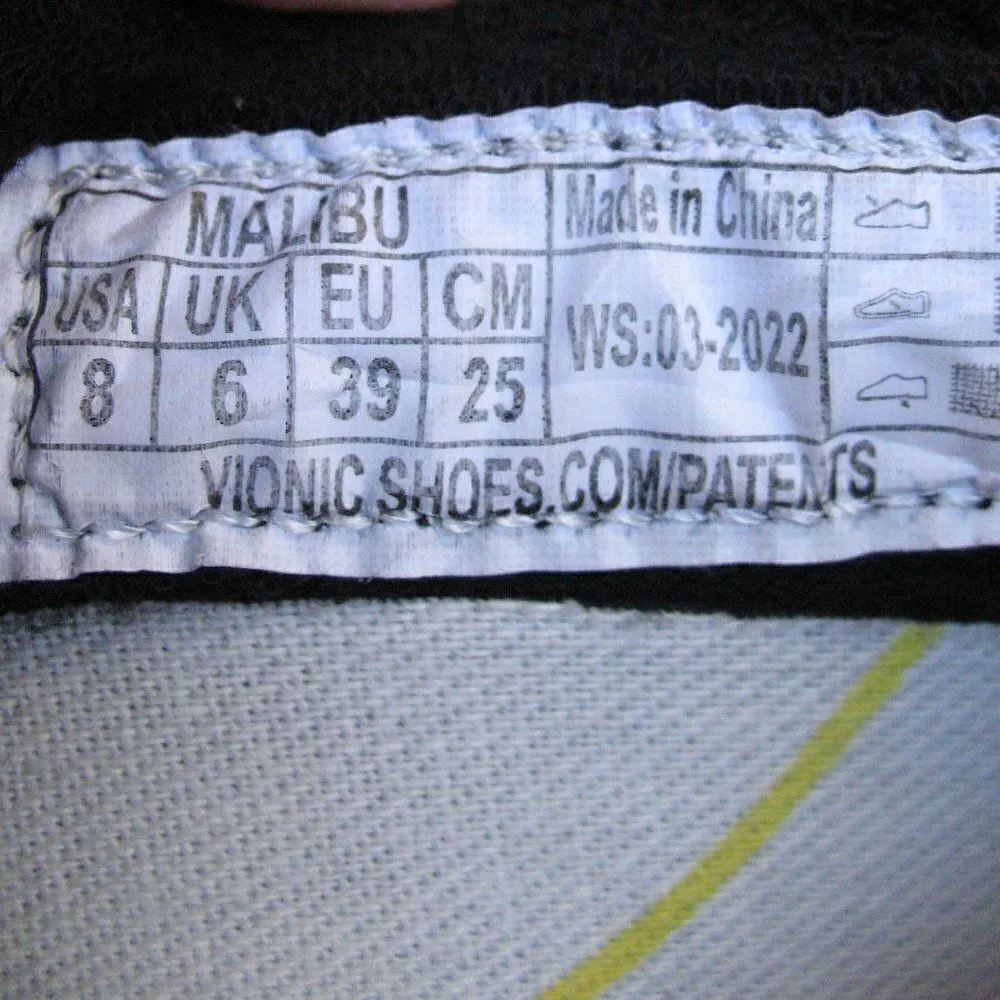 MALIBU Made in China
USA UK EU CM
WS:03-2022
8 6 39 25
VIONIC SHOES.COM/PATENTS